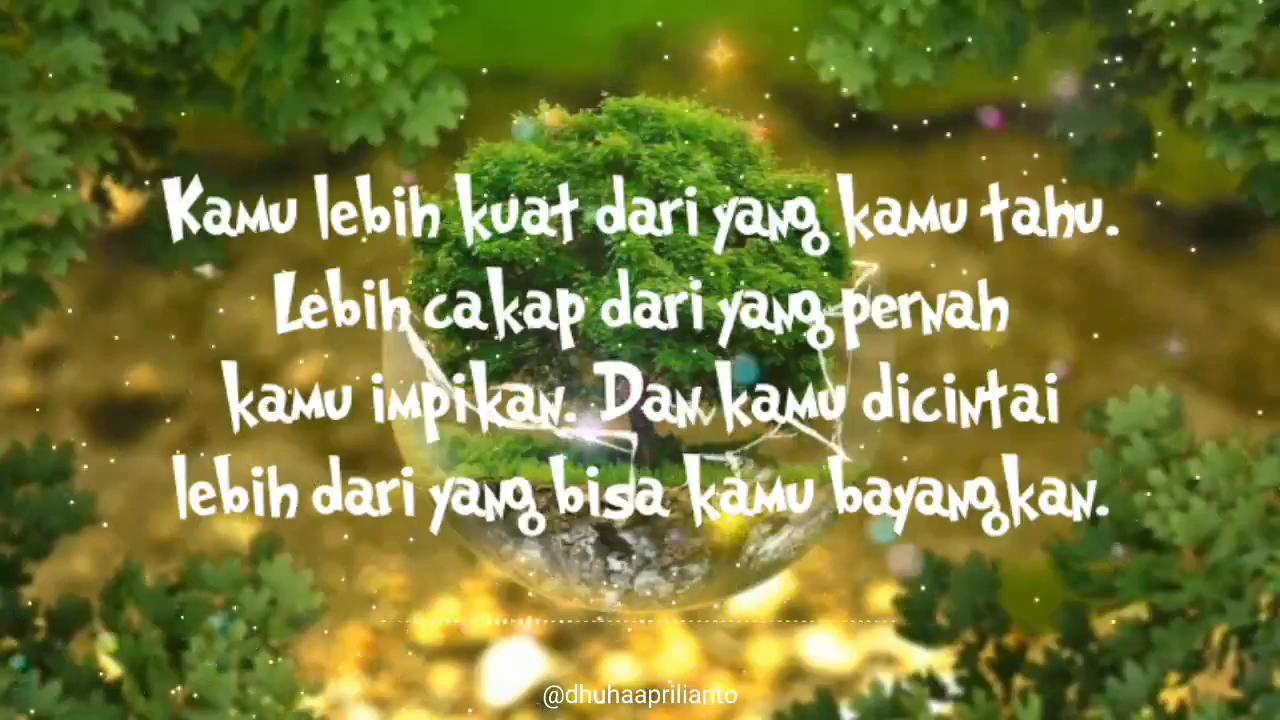 Kamu lebih kuat dari yang kamu tahu.
Lebih cakap dari yang pernah
kamu impikan. Dan kamu dicintai
lebih dari yang bisa kamu bayangkan.
@dhuhaaprilianto